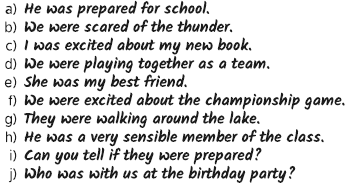 a) He was prepared for school.
b) We were scared of the thunder.
c) I was excited about my new book.
d) We were playing together as a team.
e) She was my best friend.
f) We were excited about the championship game.
g) They were walking around the lake.
h) He was a very sensible member of the class.
i) Can you tell if they were prepared?
j) Who was with us at the birthday party?